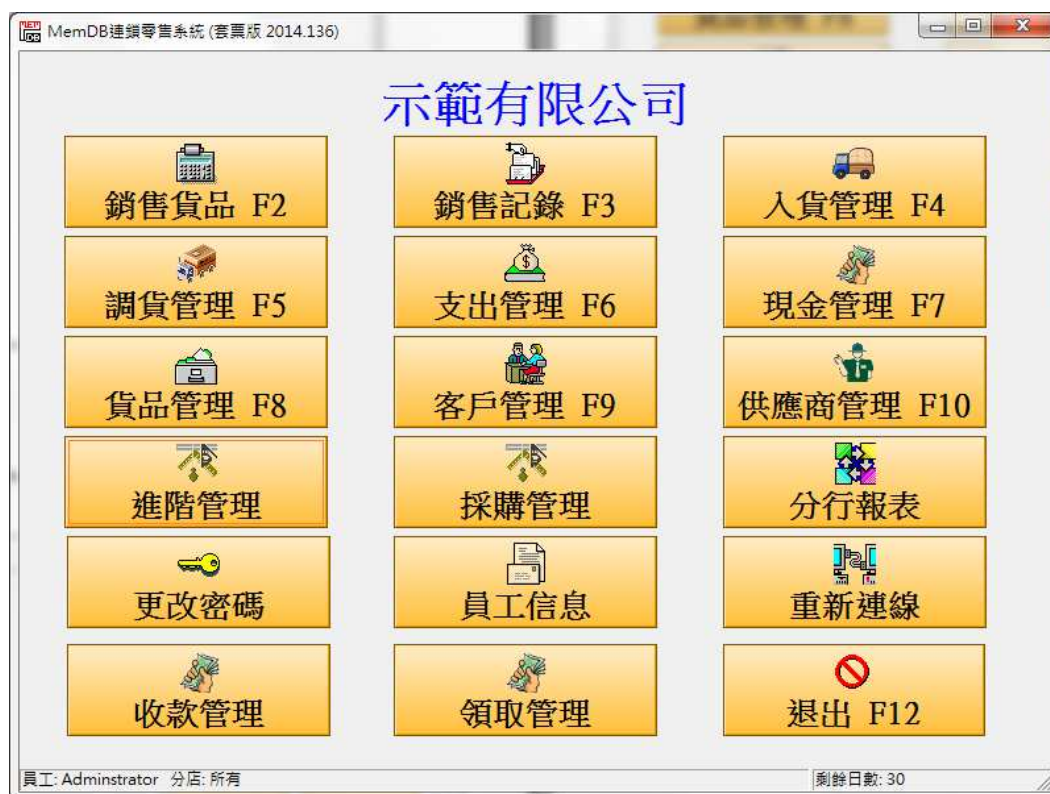 MemDB連鎖零售系統 (套票版 2014.136)
示範有限公司
銷售貨品 F2
銷售記錄 F3
入貨管理 F4
調貨管理 F5
支出管理 F6
現金管理 F7
貨品管理 F8
客戶管理 F9
供應商管理 F10
進階管理
採購管理
分行報表
更改密碼
員工信息
重新連線
收款管理
領取管理
退出 F12
員工: Adminstrator 分店: 所有
剩餘日數: 30